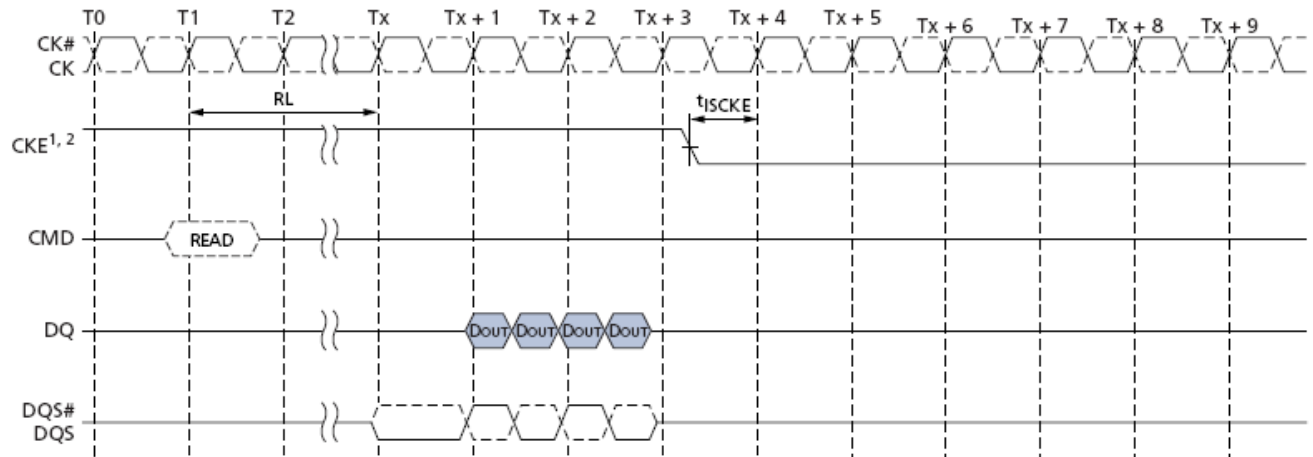 T0 T1 T2 Tx Tx + 1 Tx + 2 Tx + 3 Tx + 4 Tx + 5 Tx + 6 Tx + 7 Tx + 8 Tx + 9
CK#
CK
RL
tISCKE
CKE1, 2
CMD READ
DQ DOUT DOUT DOUT DOUT
DQS#
DQS